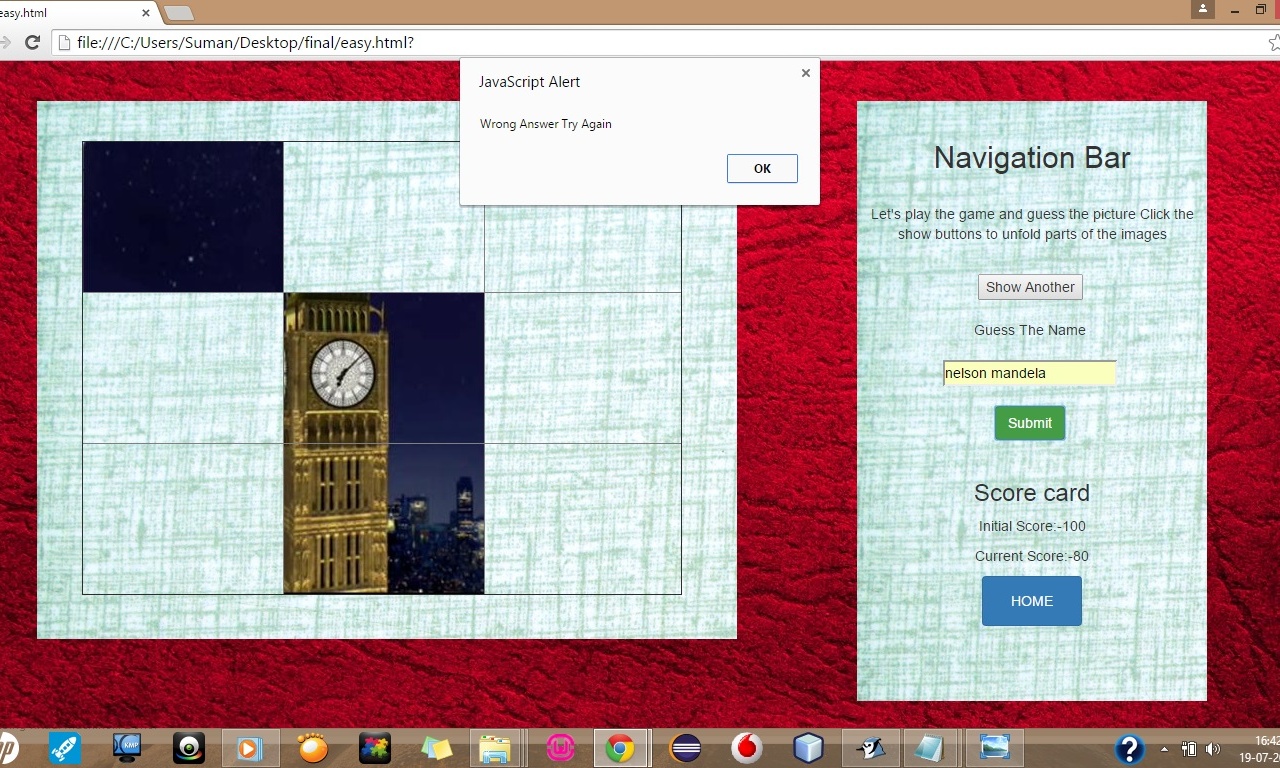 easy.html
file:///C:/Users/Suman/Desktop/final/easy.html?
JavaScript Alert
Wrong Answer Try Again
OK
Navigation Bar
Let's play the game and guess the picture Click the
show buttons to unfold parts of the images
Show Another
Guess The Name
nelson mandela
Submit
Score card
Initial Score:-100
Current Score:-80
HOME
KMP
16:42
19-07-2